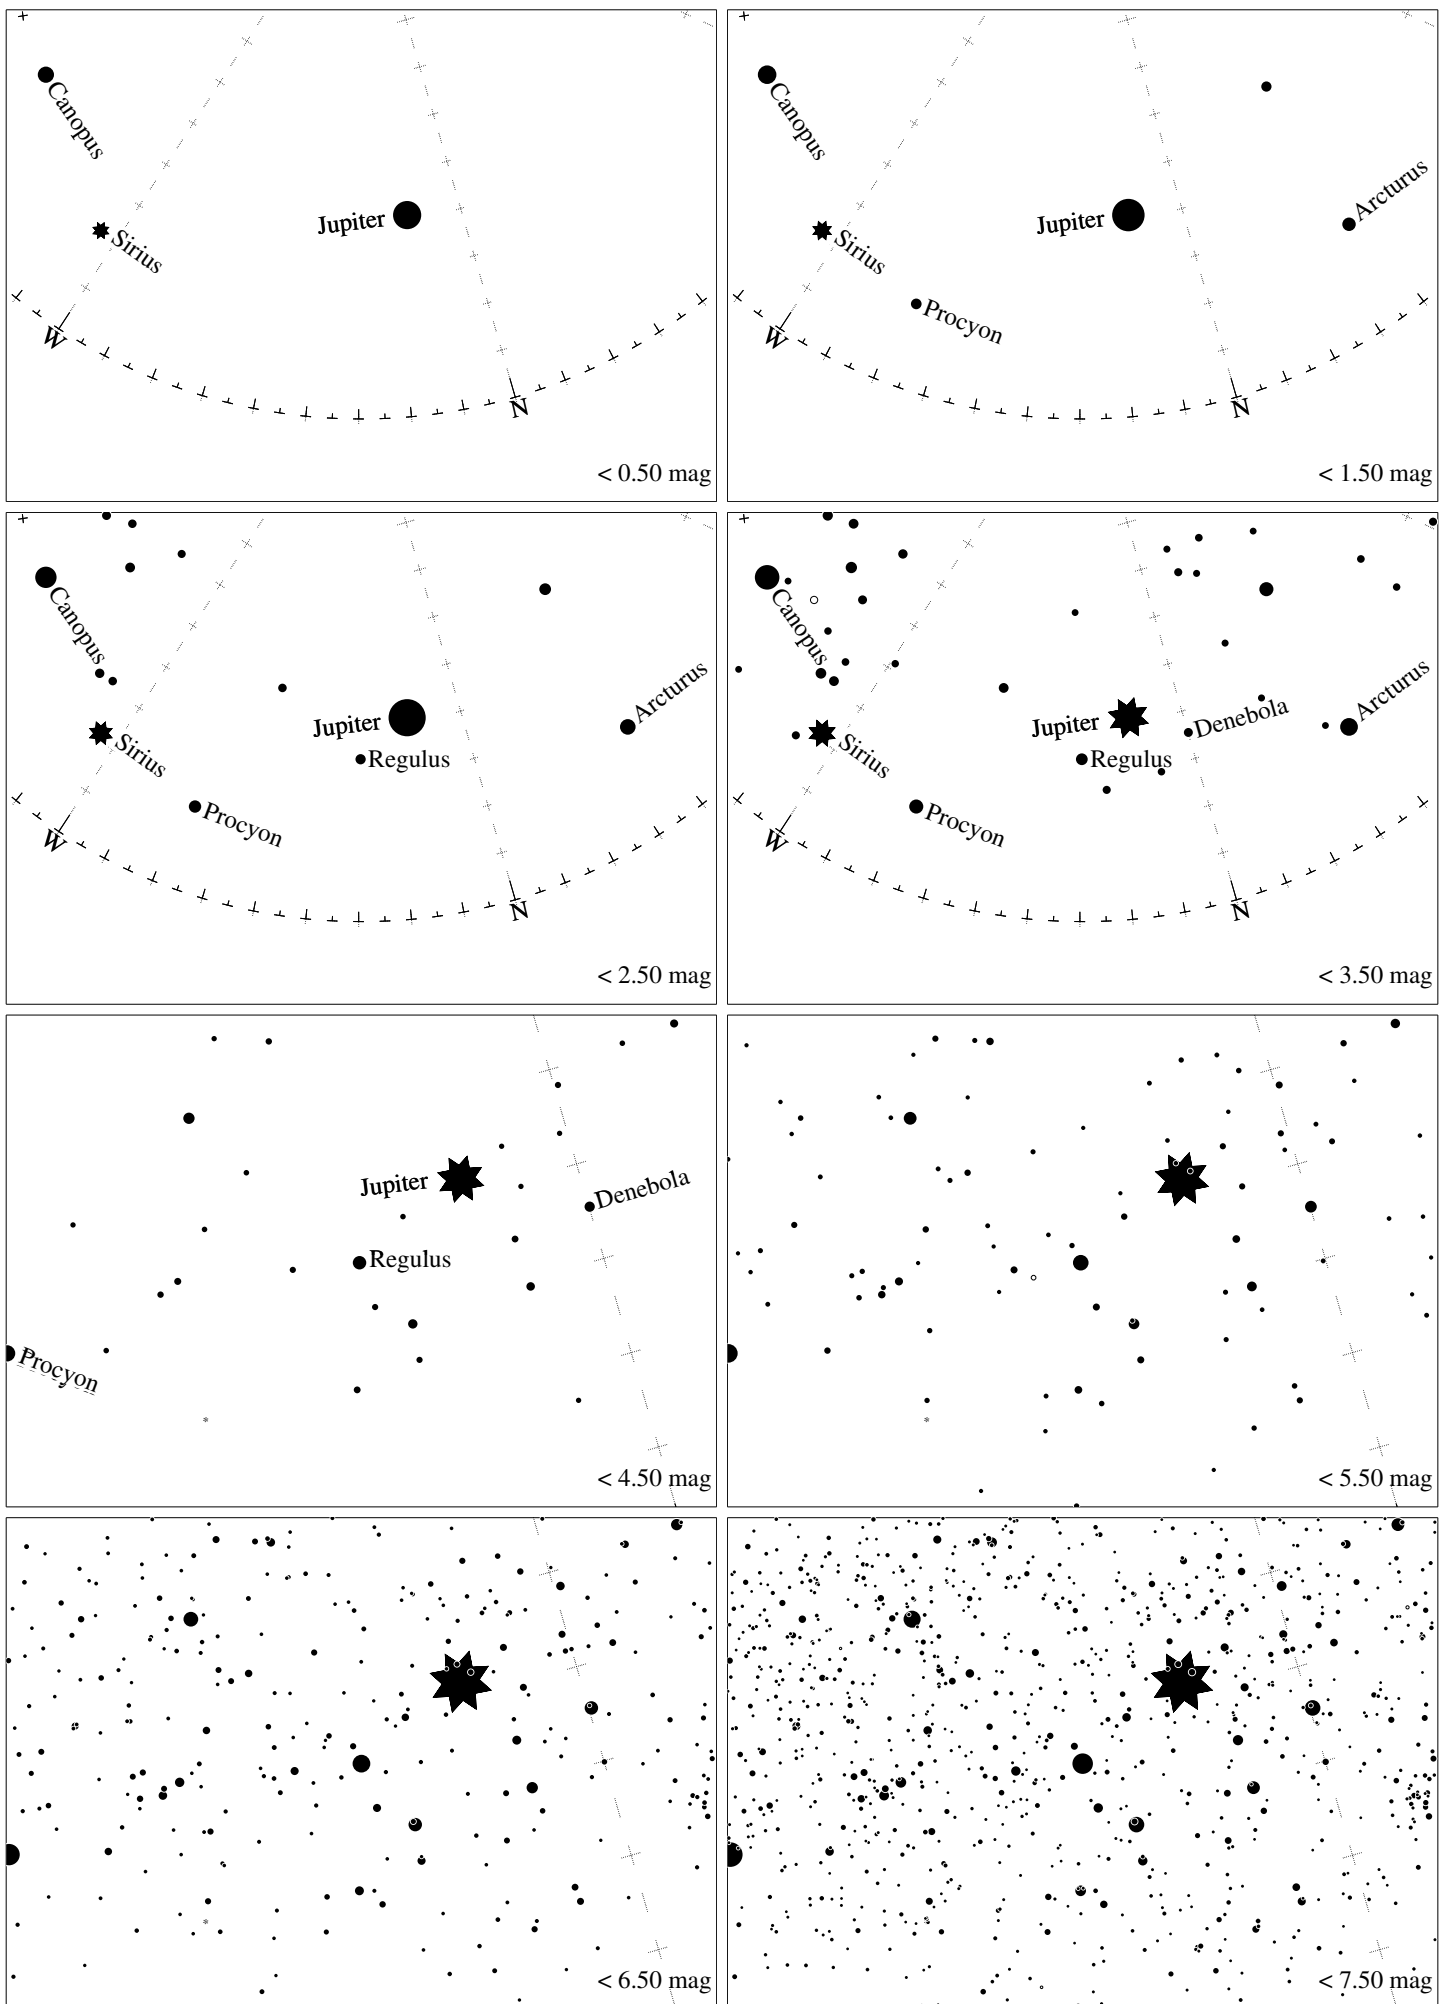 Canopus
Sirius
Jupiter
W
N
< 0.50 mag
Canopus
Sirius
Jupiter
Arcturus
Procyon
W
N
< 1.50 mag
Canopus
Sirius
Jupiter
Arcturus
Regulus
Procyon
W
N
< 2.50 mag
Canopus
Sirius
Jupiter
Denebola
Arcturus
Regulus
Procyon
W
N
< 3.50 mag
Jupiter
Denebola
Regulus
Procyon
< 4.50 mag
< 5.50 mag
< 6.50 mag
< 7.50 mag